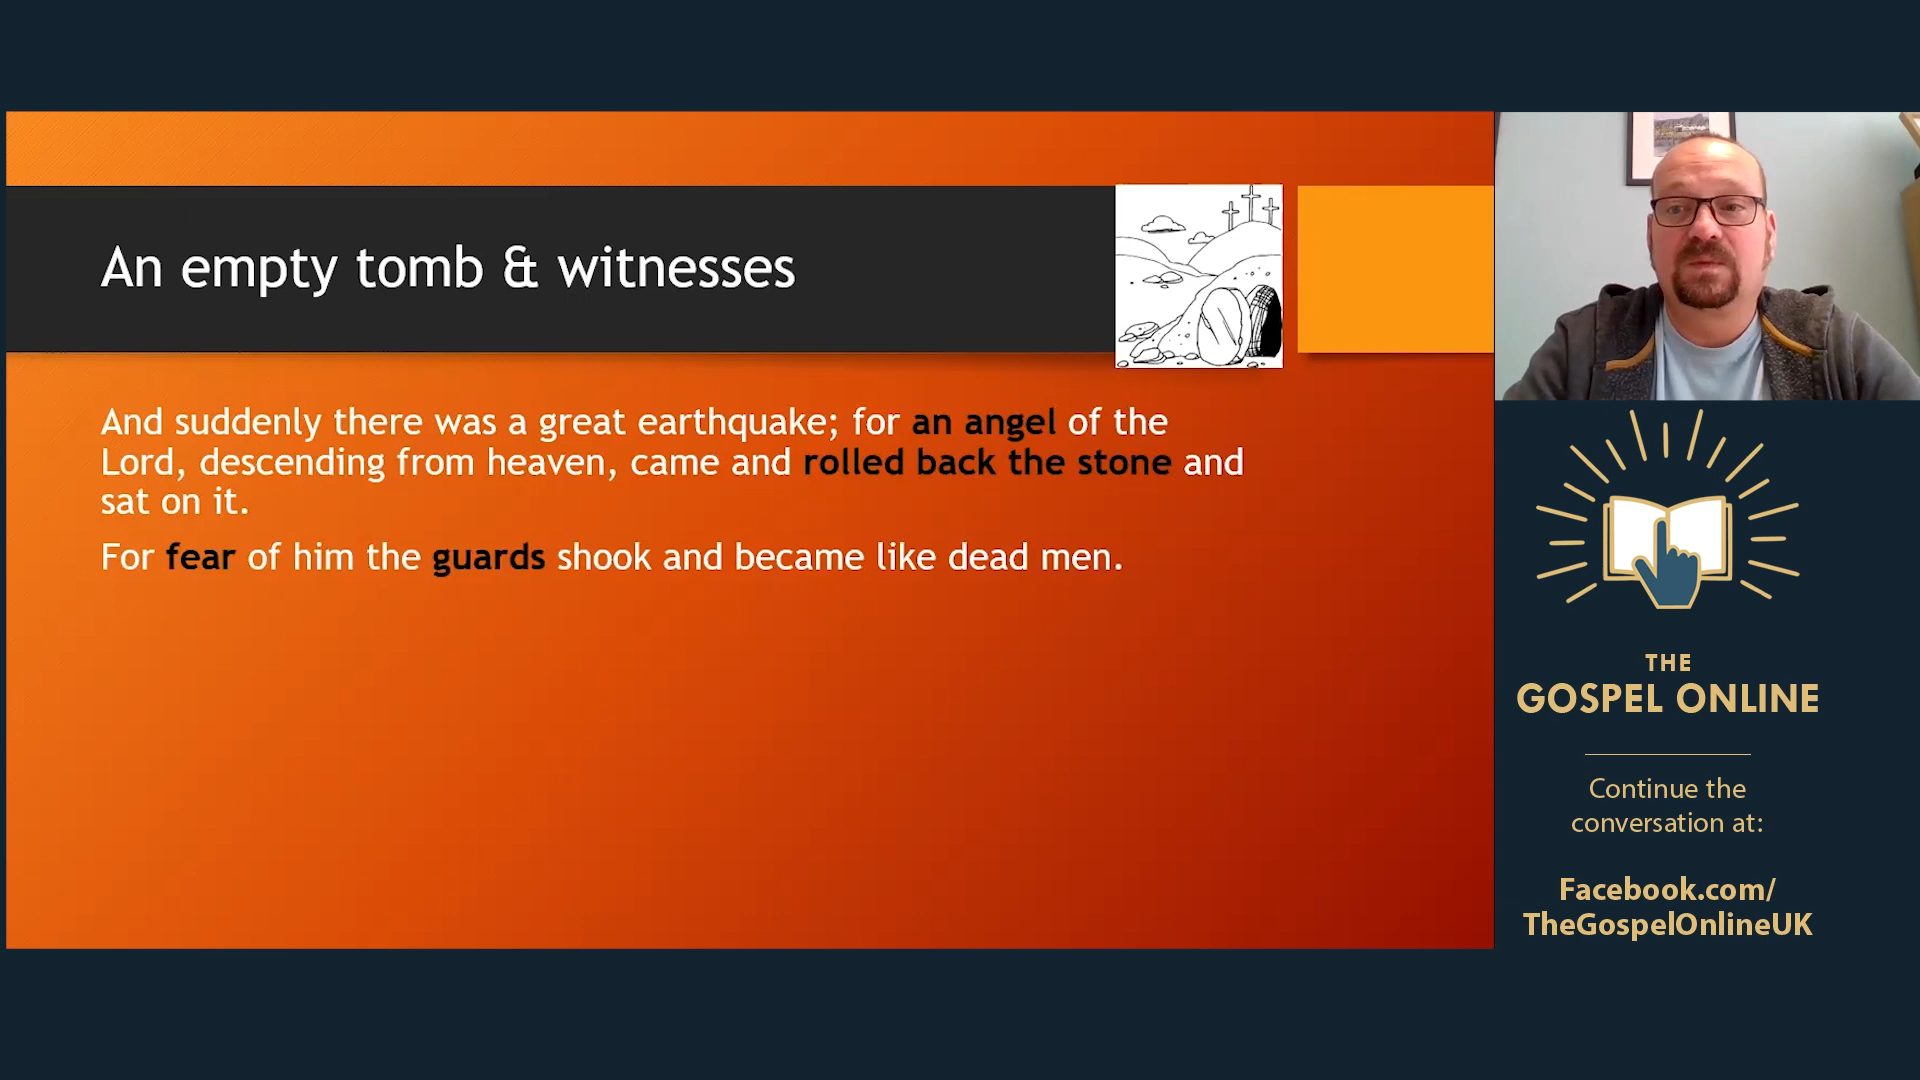 An empty tomb & witnesses
And suddenly there was a great earthquake; for an angel of the
Lord, descending from heaven, came and rolled back the stone and
sat on it.
For fear of him the guards shook and became like dead men.
THE
GOSPEL ONLINE
Continue the
conversation at:
Facebook.com/
TheGospelOnlineUK